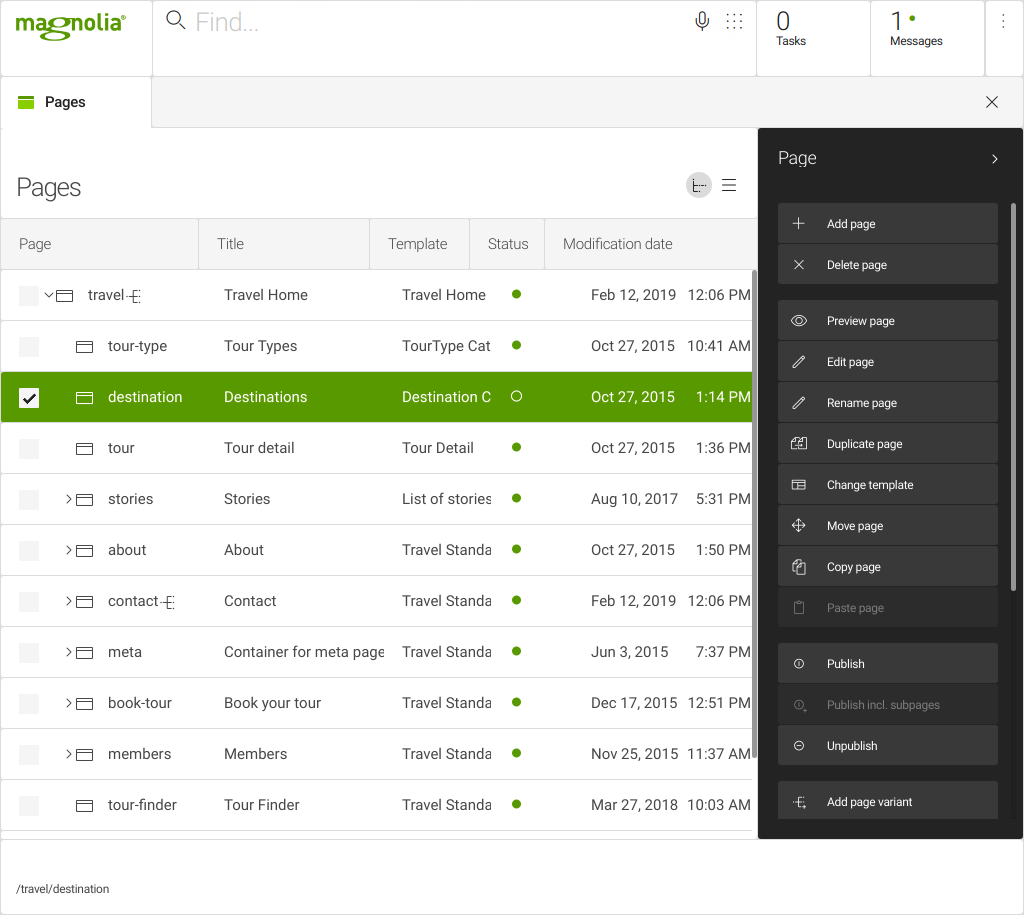 magnolia®
Find...
0
Tasks
1
Messages
Pages
Page
Pages
Page Title Template Status Modification date
travel Travel Home Travel Home Feb 12, 2019 12:06 PM
tour-type Tour Types TourType Cat Oct 27, 2015 10:41 AM
destination Destinations Destination C Oct 27, 2015 1:14 PM
tour Tour detail Tour Detail Oct 27, 2015 1:36 PM
stories Stories List of stories Aug 10, 2017 5:31 PM
about About Travel Standa Oct 27, 2015 1:50 PM
contact Contact Travel Standa Feb 12, 2019 12:06 PM
meta Container for meta page Travel Standa Jun 3, 2015 7:37 PM
book-tour Book your tour Travel Standa Dec 17, 2015 12:51 PM
members Members Travel Standa Nov 25, 2015 11:37 AM
tour-finder Tour Finder Travel Standa Mar 27, 2018 10:03 AM
Add page
Delete page
Preview page
Edit page
Rename page
Duplicate page
Change template
Move page
Copy page
Paste page
Publish
Publish incl. subpages
Unpublish
Add page variant
/travel/destination